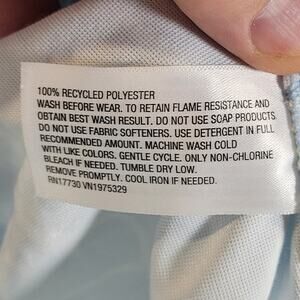 100% RECYCLED POLYESTER
WASH BEFORE WEAR. TO RETAIN FLAME RESISTANCE AND
OBTAIN BEST WASH RESULT. DO NOT USE SOAP PRODUCTS.
DO NOT USE FABRIC SOFTENERS. USE DETERGENT IN FULL
RECOMMENDED AMOUNT. MACHINE WASH COLD
WITH LIKE COLORS. GENTLE CYCLE. ONLY NON-CHLORINE
BLEACH IF NEEDED. TUMBLE DRY LOW.
REMOVE PROMPTLY. COOL IRON IF NEEDED.
RN17730 VN1975329